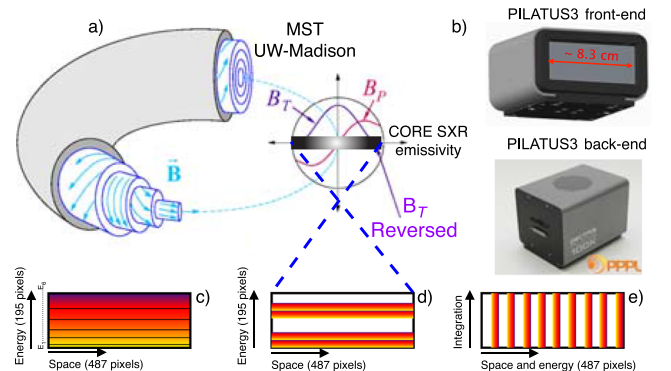 a)
MST
UW-Madison
B_T
B_P
CORE SXR
emissivity
B_T
Reversed
B
b)
PILATUS3 front-end
~ 8.3 cm
PILATUS3 back-end
100K
PPPL
c)
Energy (195 pixels)
E_1
E_6
Space (487 pixels)
d)
Energy (195 pixels)
Space (487 pixels)
e)
Integration
Space and energy (487 pixels)